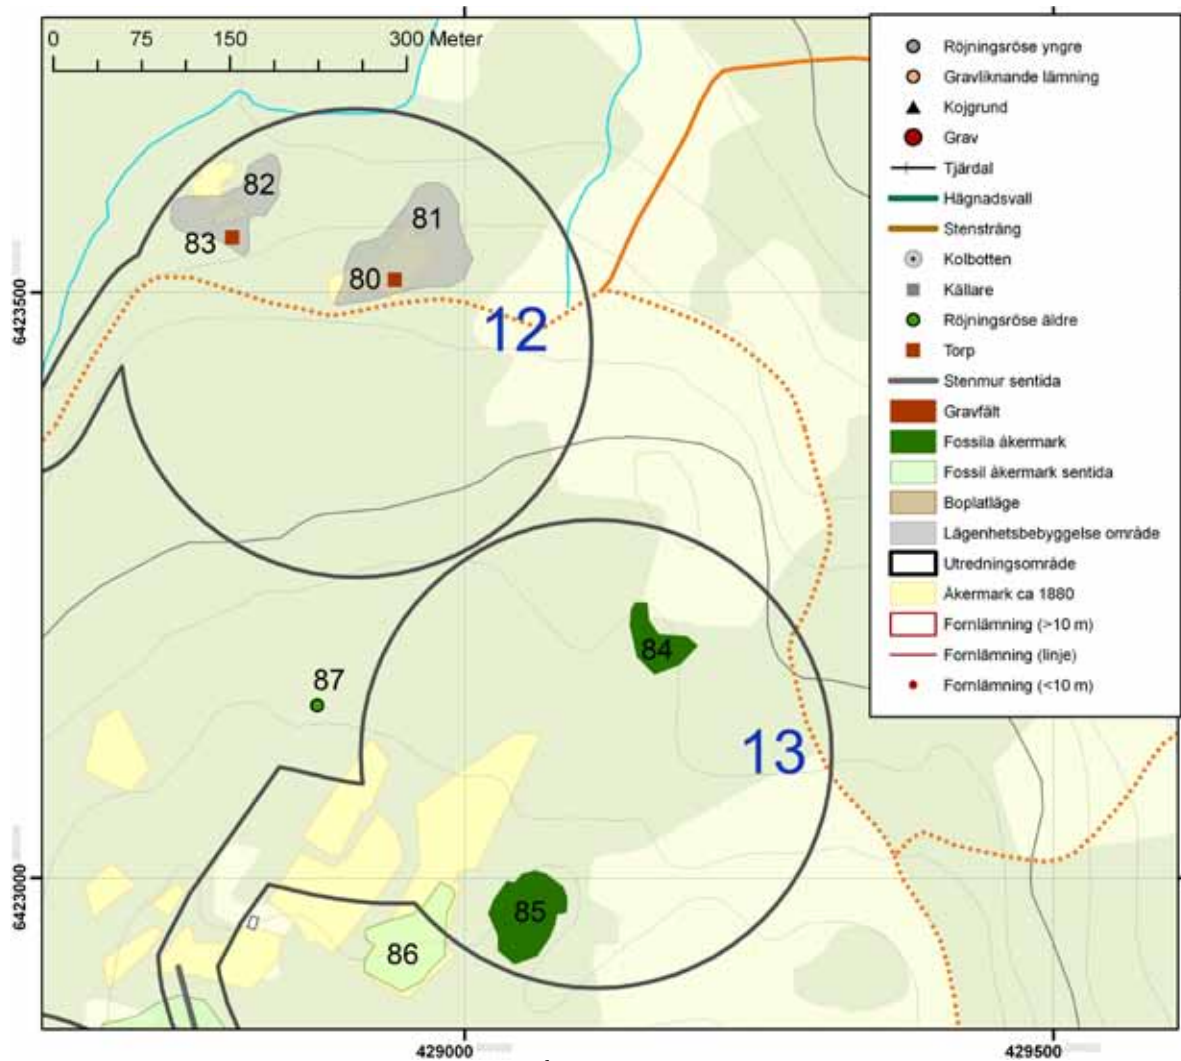 0 75 150 300 Meter
Röjningsröse yngre
Gravliknande lämning
Kojgrund
Grav
Tjärdal
Hägnadsvall
Stensträng
Kolbotten
Källare
Röjningsröse äldre
Torp
Stenmur sentida
Gravfält
Fossila åkermark
Fossil åkermark sentida
Boplatläge
Lägenhetsbebyggelse område
Utredningsområde
Åkermark ca 1880
Fornlämning (>10 m)
Fornlämning (linje)
Fornlämning (<10 m)
82
81
83
80
12
6423500
84
87
13
6423000
85
86
429000
429500